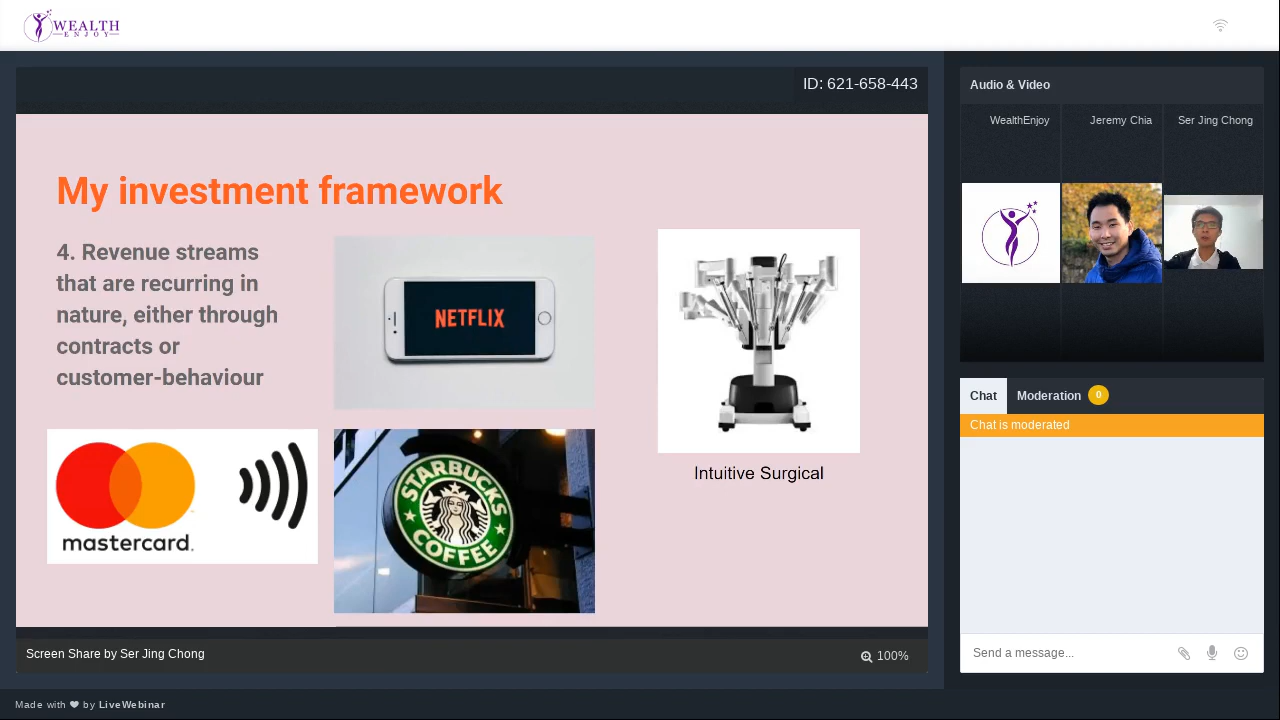 WEALTH
ENJOY
ID: 621-658-443
My investment framework
4. Revenue streams
that are recurring in
nature, either through
contracts or
customer-behaviour
NETFLIX
mastercard.
STARBUCKS
COFFEE
Intuitive Surgical
Screen Share by Ser Jing Chong
100%
Audio & Video
WealthEnjoy
Jeremy Chia
Ser Jing Chong
Chat
Moderation
0
Chat is moderated
Send a message...
Made with ❤ by LiveWebinar